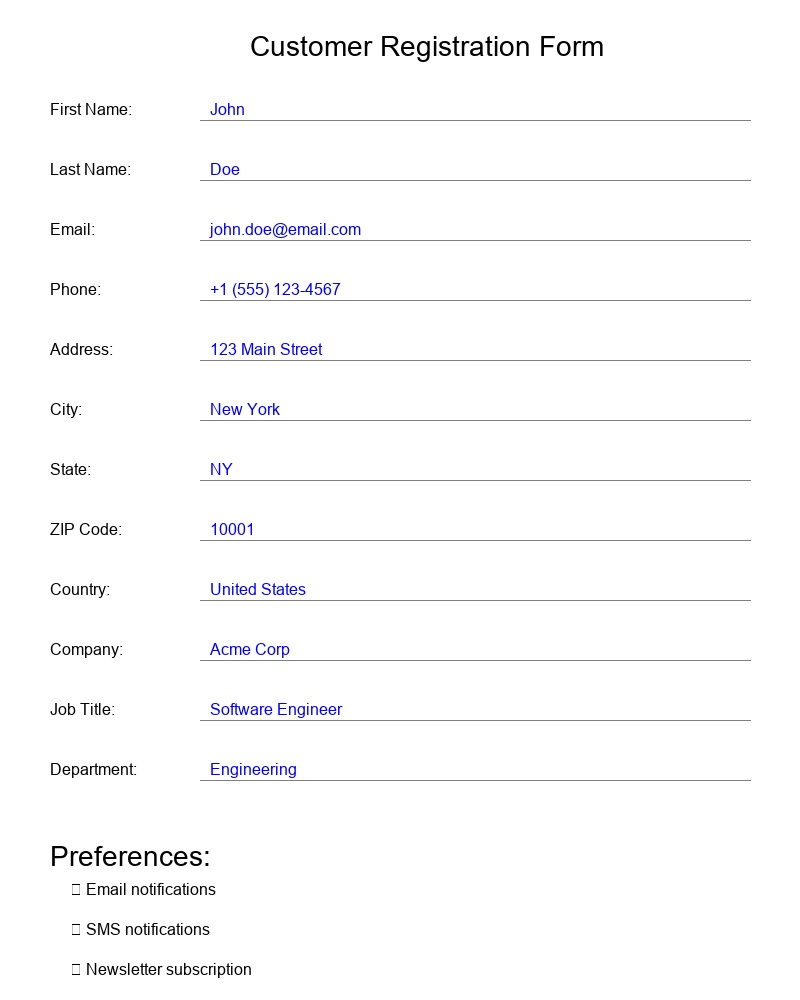 Customer Registration Form
First Name: John
Last Name: Doe
Email: john.doe@email.com
Phone: +1 (555) 123-4567
Address: 123 Main Street
City: New York
State: NY
ZIP Code: 10001
Country: United States
Company: Acme Corp
Job Title: Software Engineer
Department: Engineering
Preferences:
☐ Email notifications
☐ SMS notifications
☐ Newsletter subscription